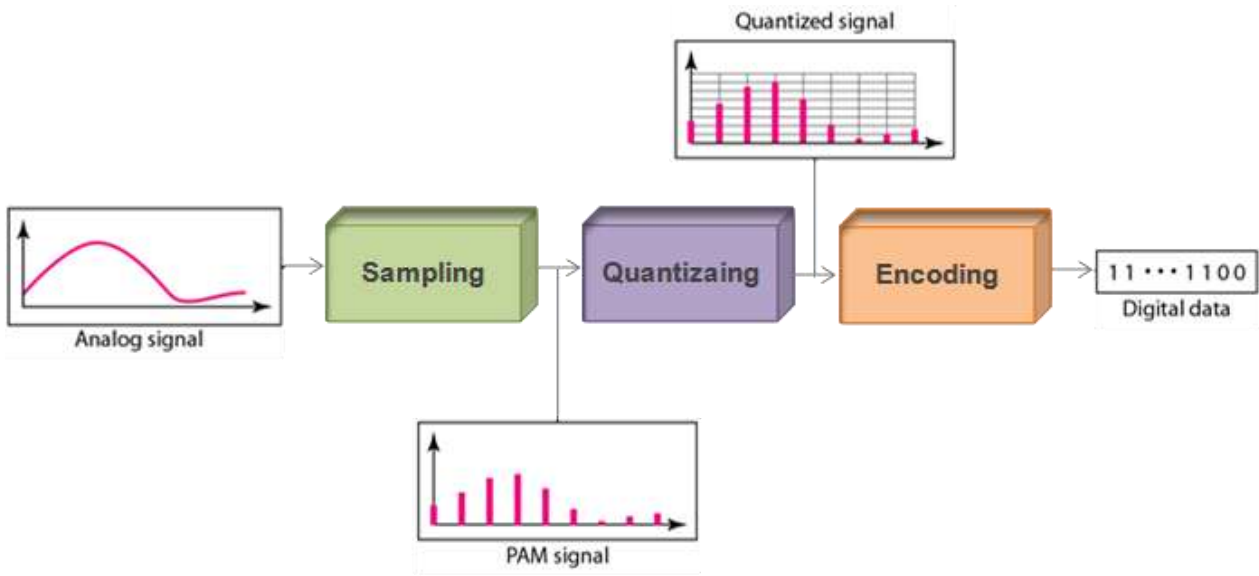 Quantized signal
Sampling
Quantizaing
Encoding
11 ··· 1100
Digital data
Analog signal
PAM signal